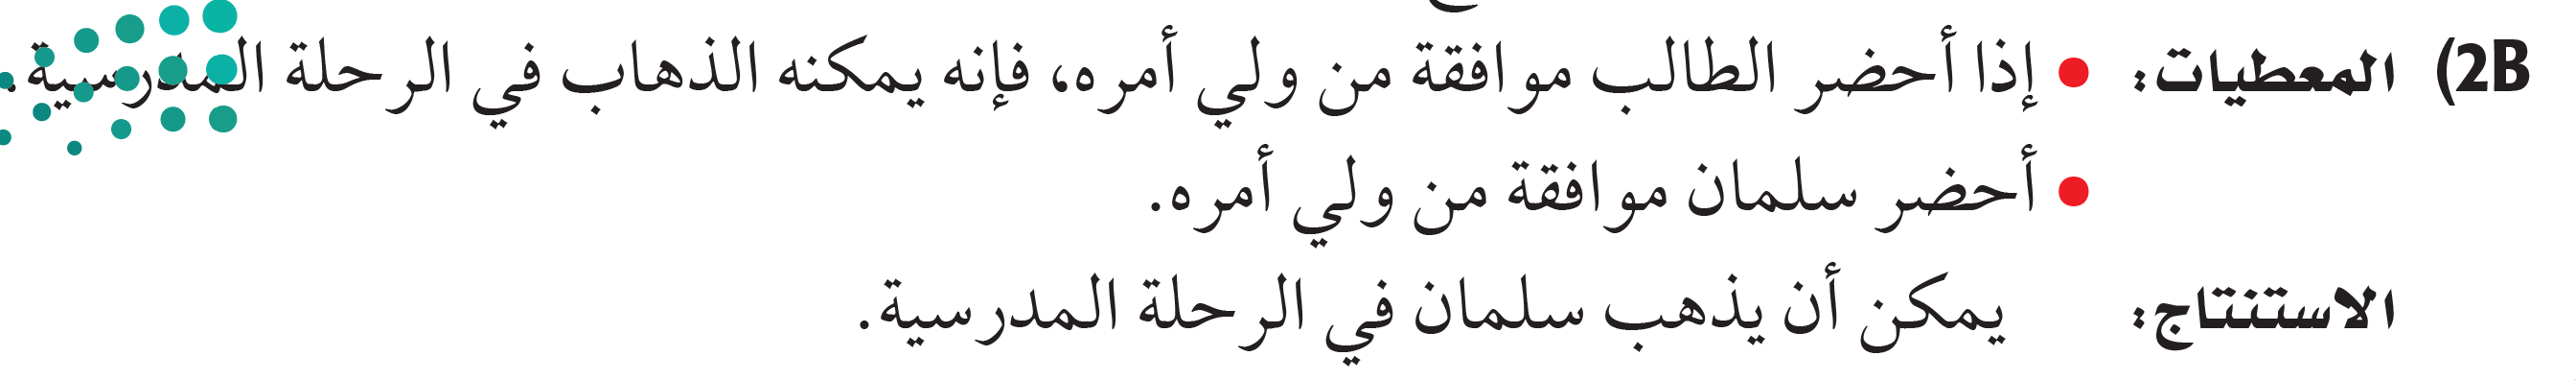 2B) المعطيات: • إذا أحضر الطالب موافقة من ولي أمره، فإنه يمكنه الذهاب في الرحلة المدرسية.
• أحضر سلمان موافقة من ولي أمره.
الاستنتاج: يمكن أن يذهب سلمان في الرحلة المدرسية.